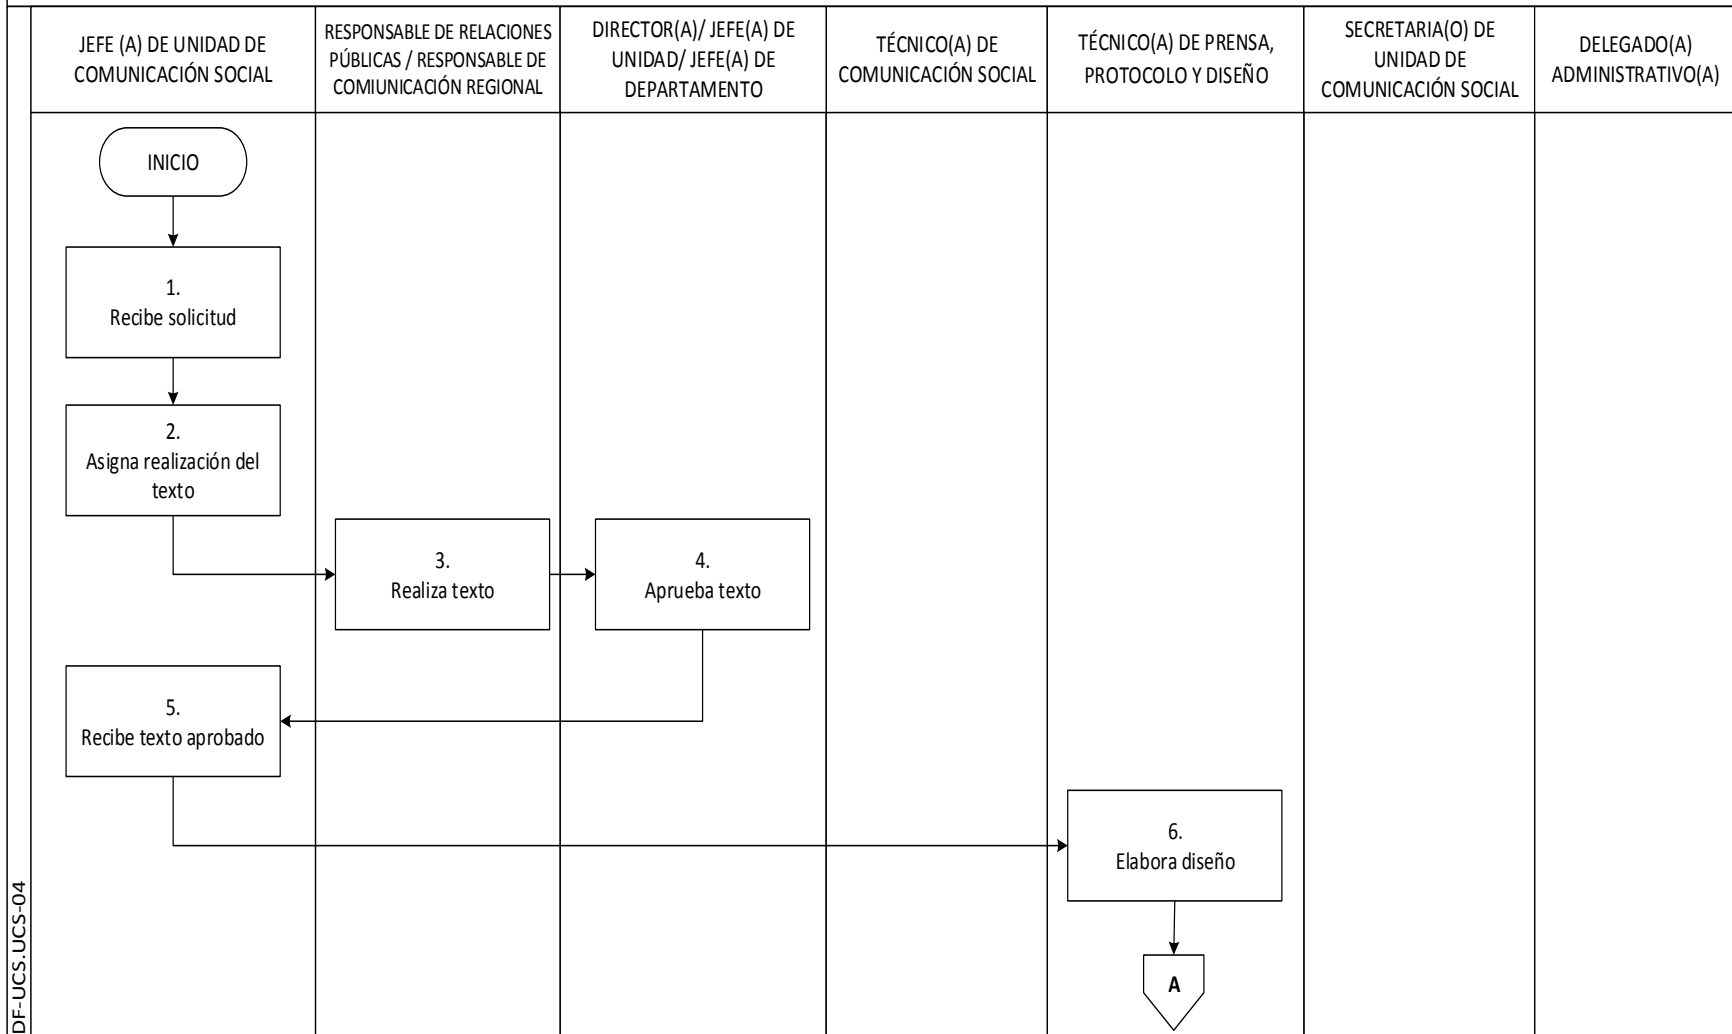 JEFE (A) DE UNIDAD DE
COMUNICACIÓN SOCIAL
RESPONSABLE DE RELACIONES
PÚBLICAS / RESPONSABLE DE
COMIUNICACIÓN REGIONAL
DIRECTOR(A)/ JEFE(A) DE
UNIDAD/ JEFE(A) DE
DEPARTAMENTO
TÉCNICO(A) DE
COMUNICACIÓN SOCIAL
TÉCNICO(A) DE PRENSA,
PROTOCOLO Y DISEÑO
SECRETARIA(O) DE
UNIDAD DE
COMUNICACIÓN SOCIAL
DELEGADO(A)
ADMINISTRATIVO(A)
INICIO
1.
Recibe solicitud
2.
Asigna realización del
texto
3.
Realiza texto
4.
Aprueba texto
5.
Recibe texto aprobado
6.
Elabora diseño
A
DF-UCS.UCS-04